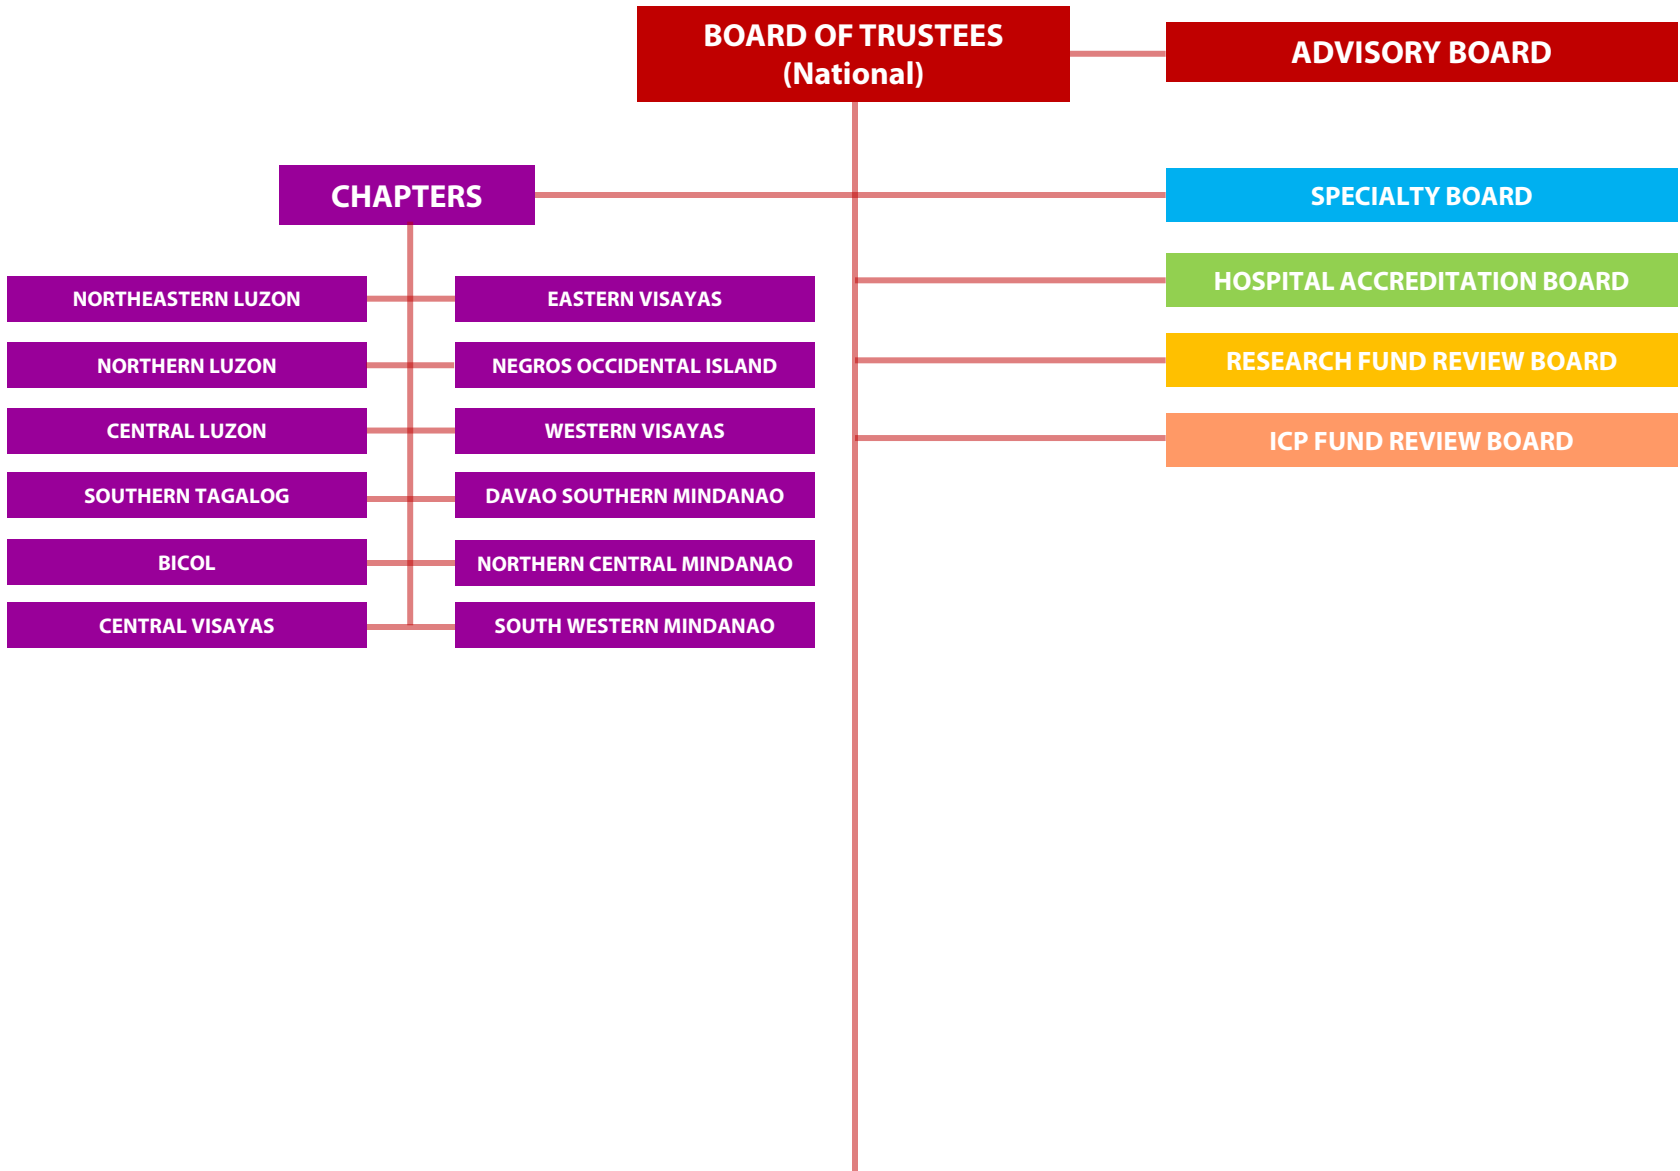 BOARD OF TRUSTEES
(National)
ADVISORY BOARD
CHAPTERS
SPECIALTY BOARD
HOSPITAL ACCREDITATION BOARD
RESEARCH FUND REVIEW BOARD
ICP FUND REVIEW BOARD
NORTHEASTERN LUZON
EASTERN VISAYAS
NORTHERN LUZON
NEGROS OCCIDENTAL ISLAND
CENTRAL LUZON
WESTERN VISAYAS
SOUTHERN TAGALOG
DAVAO SOUTHERN MINDANAO
BICOL
NORTHERN CENTRAL MINDANAO
CENTRAL VISAYAS
SOUTH WESTERN MINDANAO